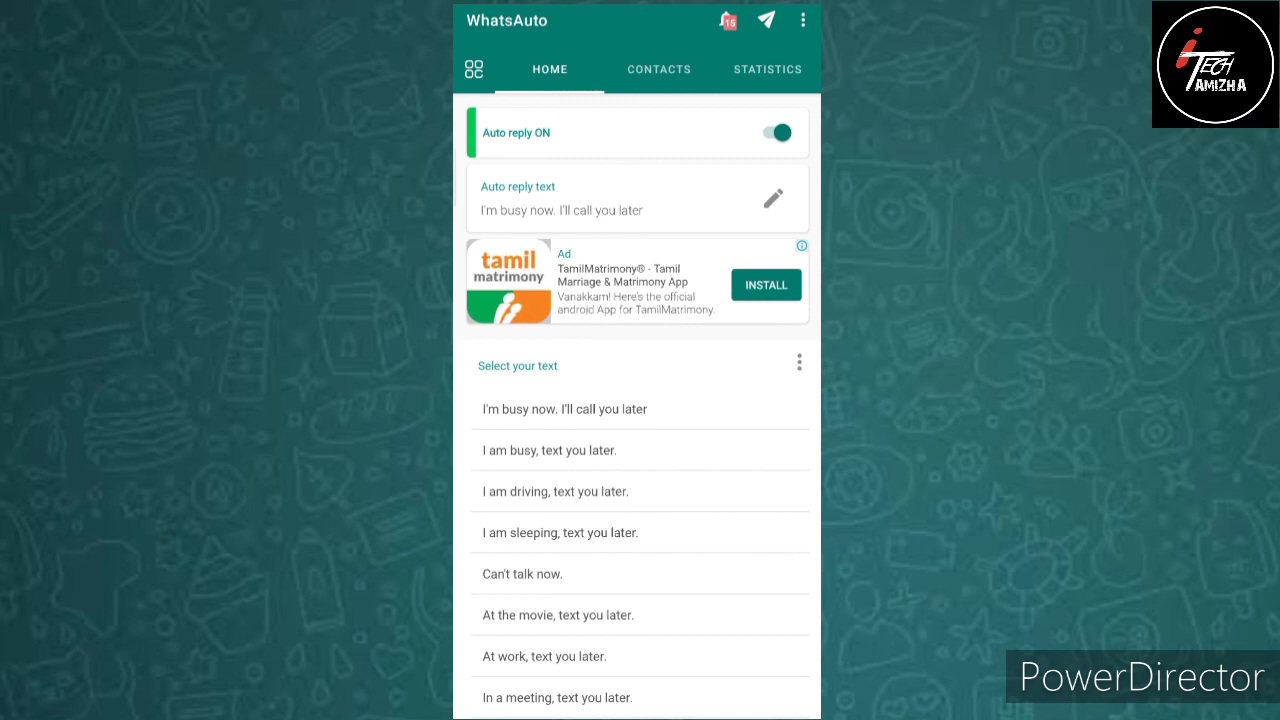 WhatsAuto
15
HOME
CONTACTS
STATISTICS
Auto reply ON
Auto reply text
I'm busy now. I'll call you later
tamil
matrimony
Ad
TamilMatrimony® - Tamil
Marriage & Matrimony App
Vanakkam! Here's the official
android App for TamilMatrimony.
INSTALL
Select your text
I'm busy now. I'll call you later
I am busy, text you later.
I am driving, text you later.
I am sleeping, text you later.
Can't talk now.
At the movie, text you later.
At work, text you later.
In a meeting, text you later.
i
TECH
TAMIZHA
PowerDirector